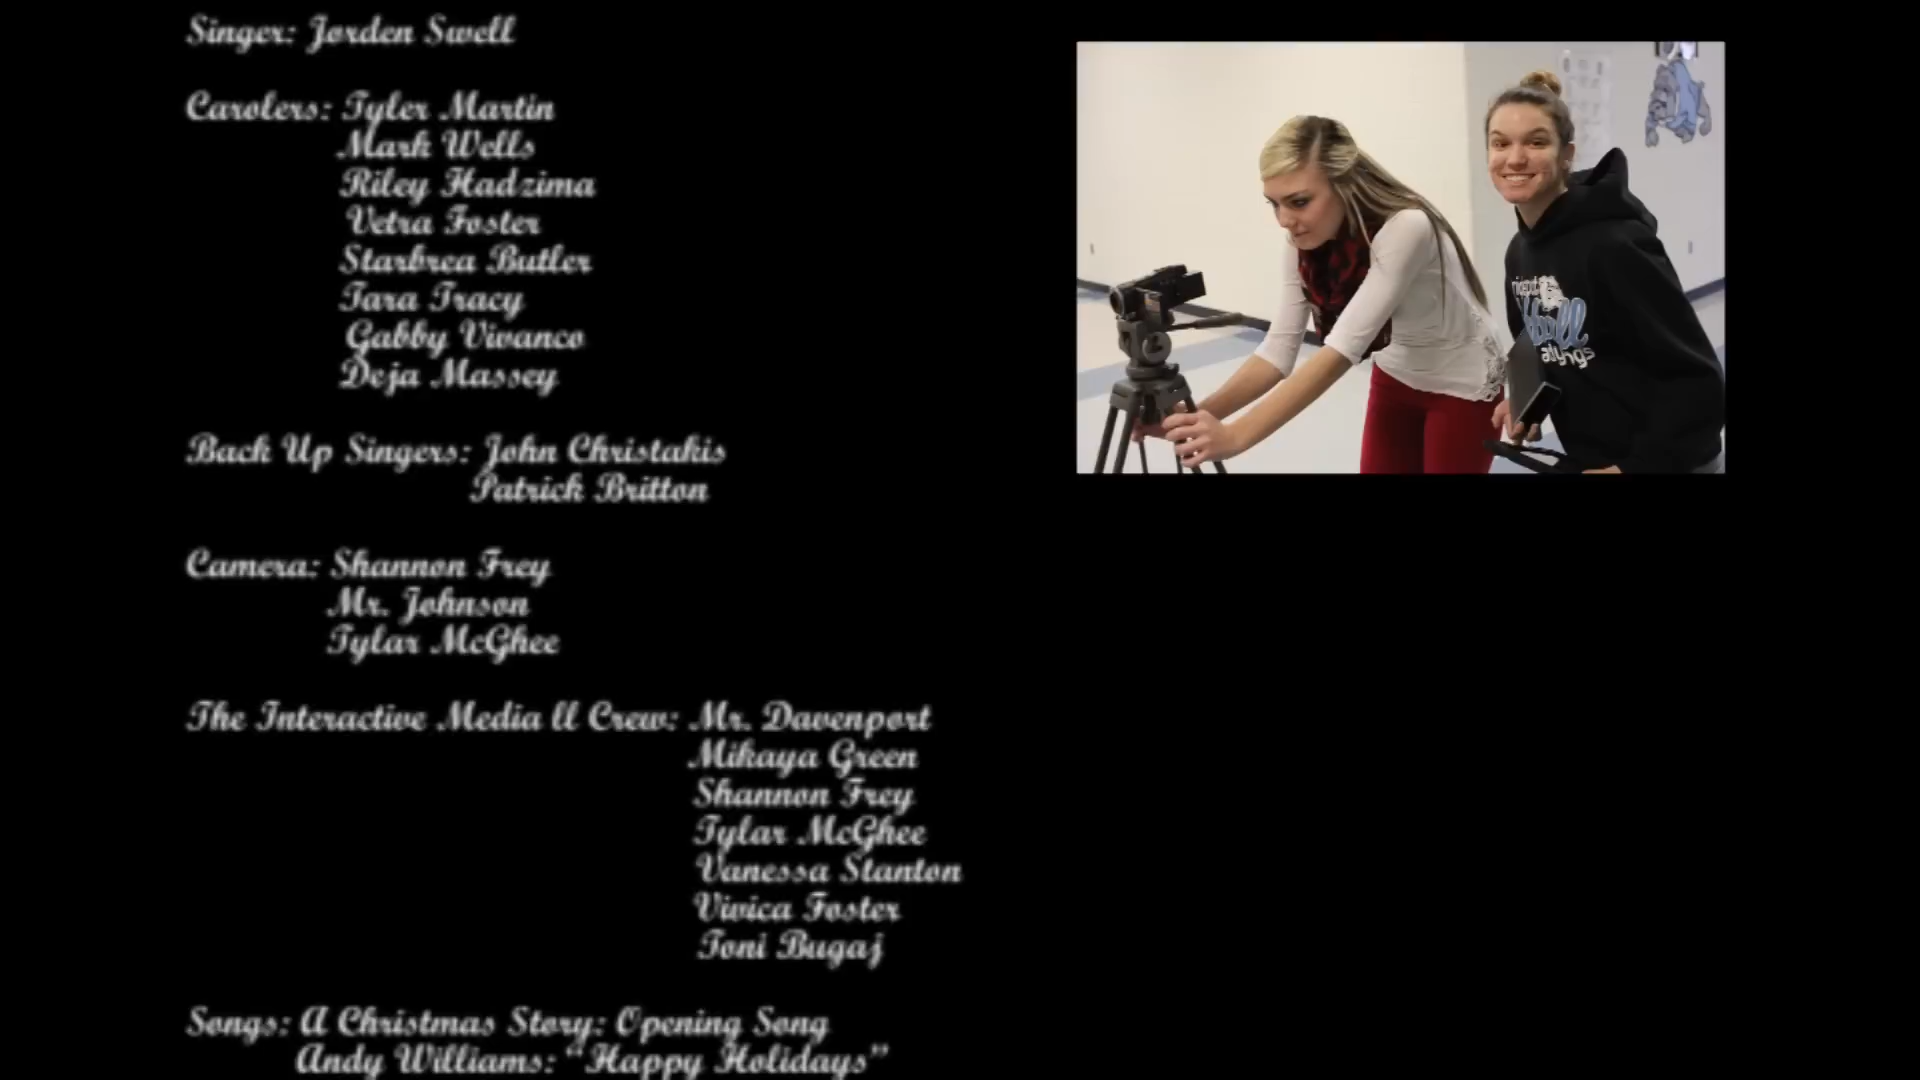 Singer: Jorden Swell
Carolers: Tyler Martin
Mark Wells
Riley Hadzima
Vetra Foster
Starbrea Butler
Tara Tracy
Gabby Vivanco
Deja Massey
Back Up Singers: John Christakis
Patrick Britton
Camera: Shannon Frey
Mr. Johnson
Tylar McGhee
The Interactive Media ll Crew: Mr. Davenport
Mikaya Green
Shannon Frey
Tylar McGhee
Vanessa Stanton
Vivica Foster
Toni Bugaj
Songs: A Christmas Story: Opening Song
Andy Williams: “Happy Holidays”